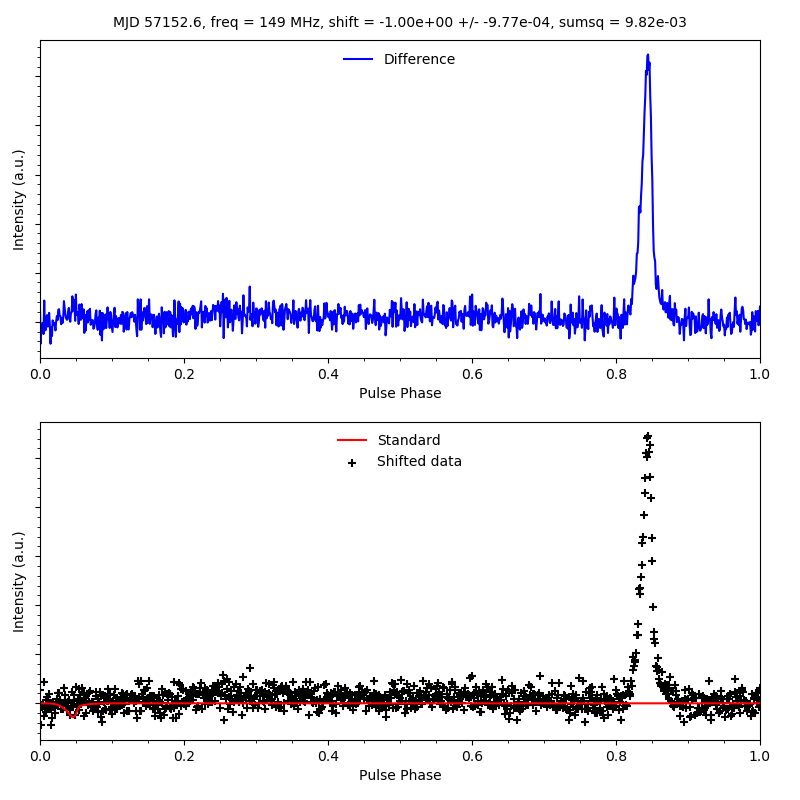 MJD 57152.6, freq = 149 MHz, shift = -1.00e+00 +/- -9.77e-04, sumsq = 9.82e-03
Difference
Intensity (a.u.)
0.0 0.2 0.4 0.6 0.8 1.0
Pulse Phase
Standard
Shifted data
Intensity (a.u.)
0.0 0.2 0.4 0.6 0.8 1.0
Pulse Phase